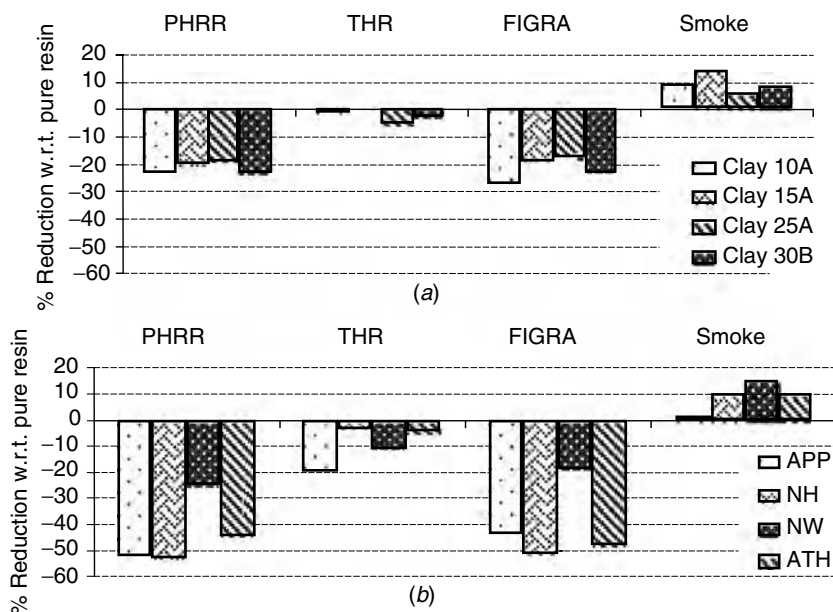 PHRR THR FIGRA Smoke
% Reduction w.r.t. pure resin
20
10
0
−10
−20
−30
−40
−50
−60
Clay 10A
Clay 15A
Clay 25A
Clay 30B
(a)
PHRR THR FIGRA Smoke
% Reduction w.r.t. pure resin
20
10
0
−10
−20
−30
−40
−50
−60
APP
NH
NW
ATH
(b)